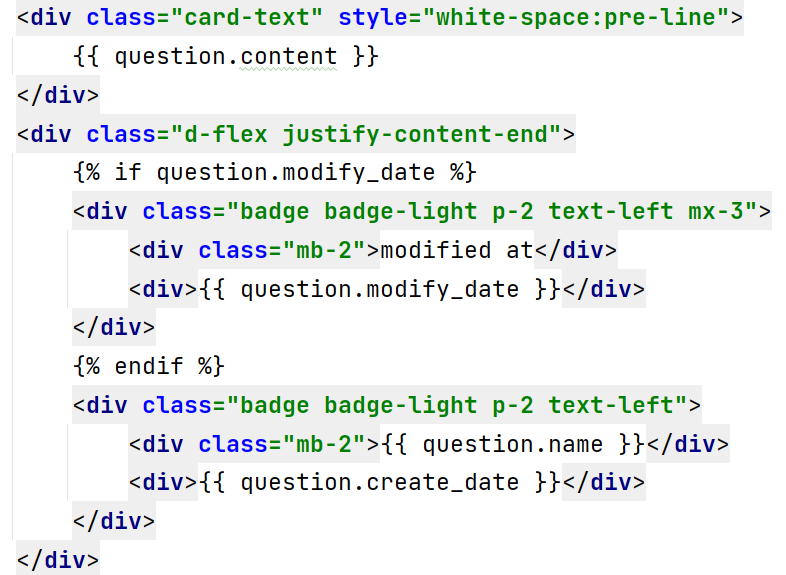 <div class="card-text" style="white-space:pre-line">
    {{ question.content }}
</div>
<div class="d-flex justify-content-end">
    {% if question.modify_date %}
    <div class="badge badge-light p-2 text-left mx-3">
        <div class="mb-2">modified at</div>
        <div>{{ question.modify_date }}</div>
    </div>
    {% endif %}
    <div class="badge badge-light p-2 text-left">
        <div class="mb-2">{{ question.name }}</div>
        <div>{{ question.create_date }}</div>
    </div>
</div>